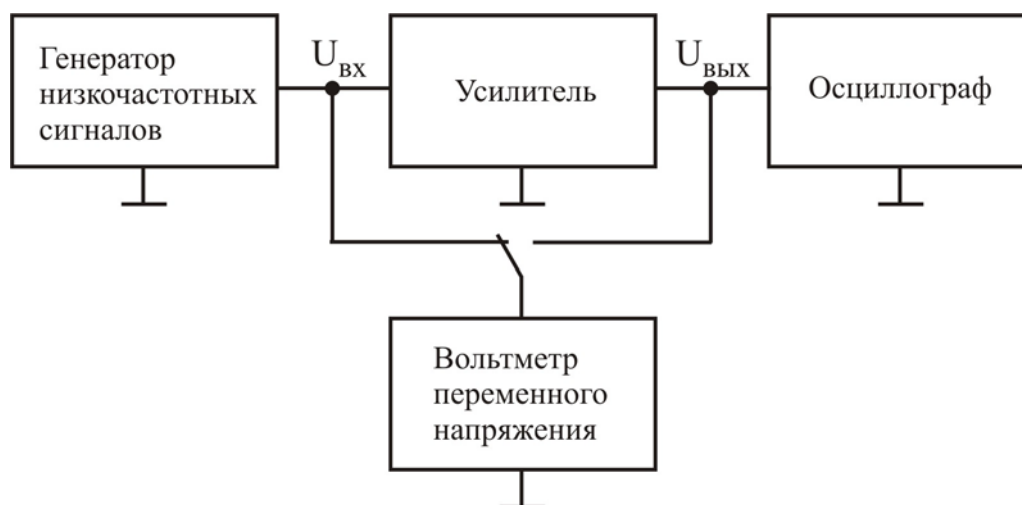 Генератор
низкочастотных
сигналов
Uвх
Усилитель
Uвых
Осциллограф
Вольтметр
переменного
напряжения